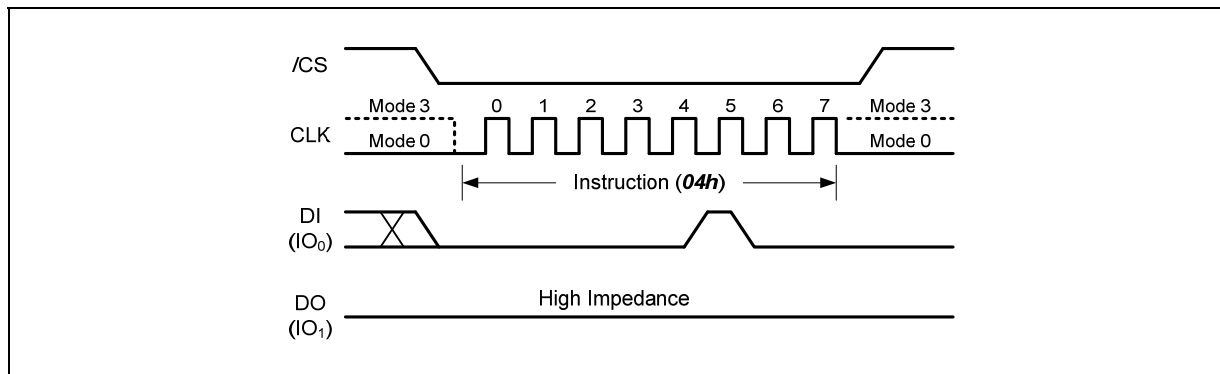 /CS
Mode 3 0 1 2 3 4 5 6 7 Mode 3
CLK
Mode 0 Mode 0
Instruction (04h)
DI
(IO₀)
High Impedance
DO
(IO₁)